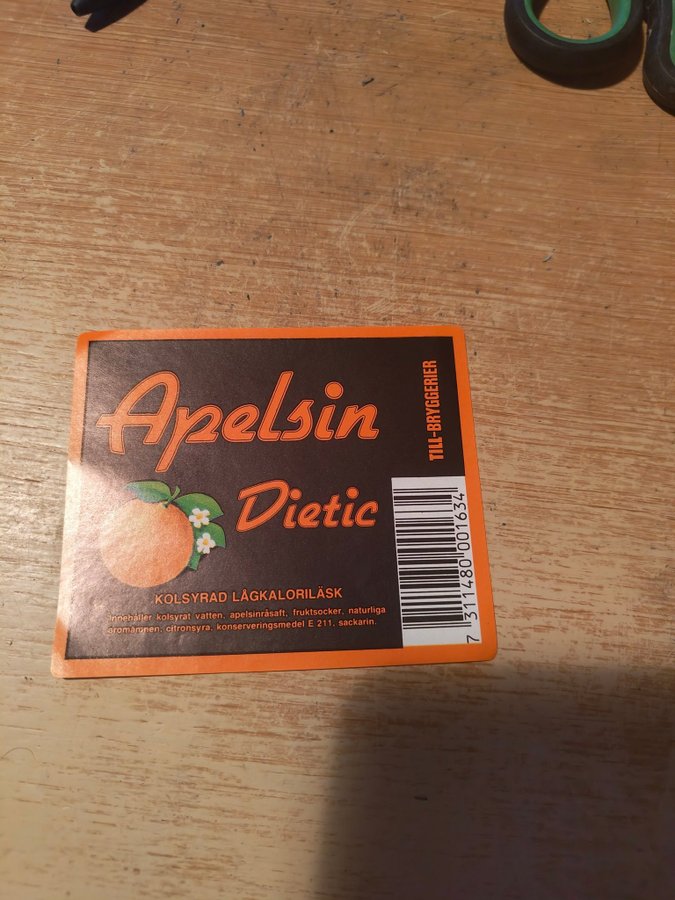 Apelsin
Dietic
KOLSYRAD LÅGKALORILÄSK
Innehåller kolsyrat vatten, apelsinråsaft, fruktsocker, naturliga
aromämnen, citronsyra, konserveringsmedel E 211, sackarin.
TILL-BRYGGERIER
7 311480 001634